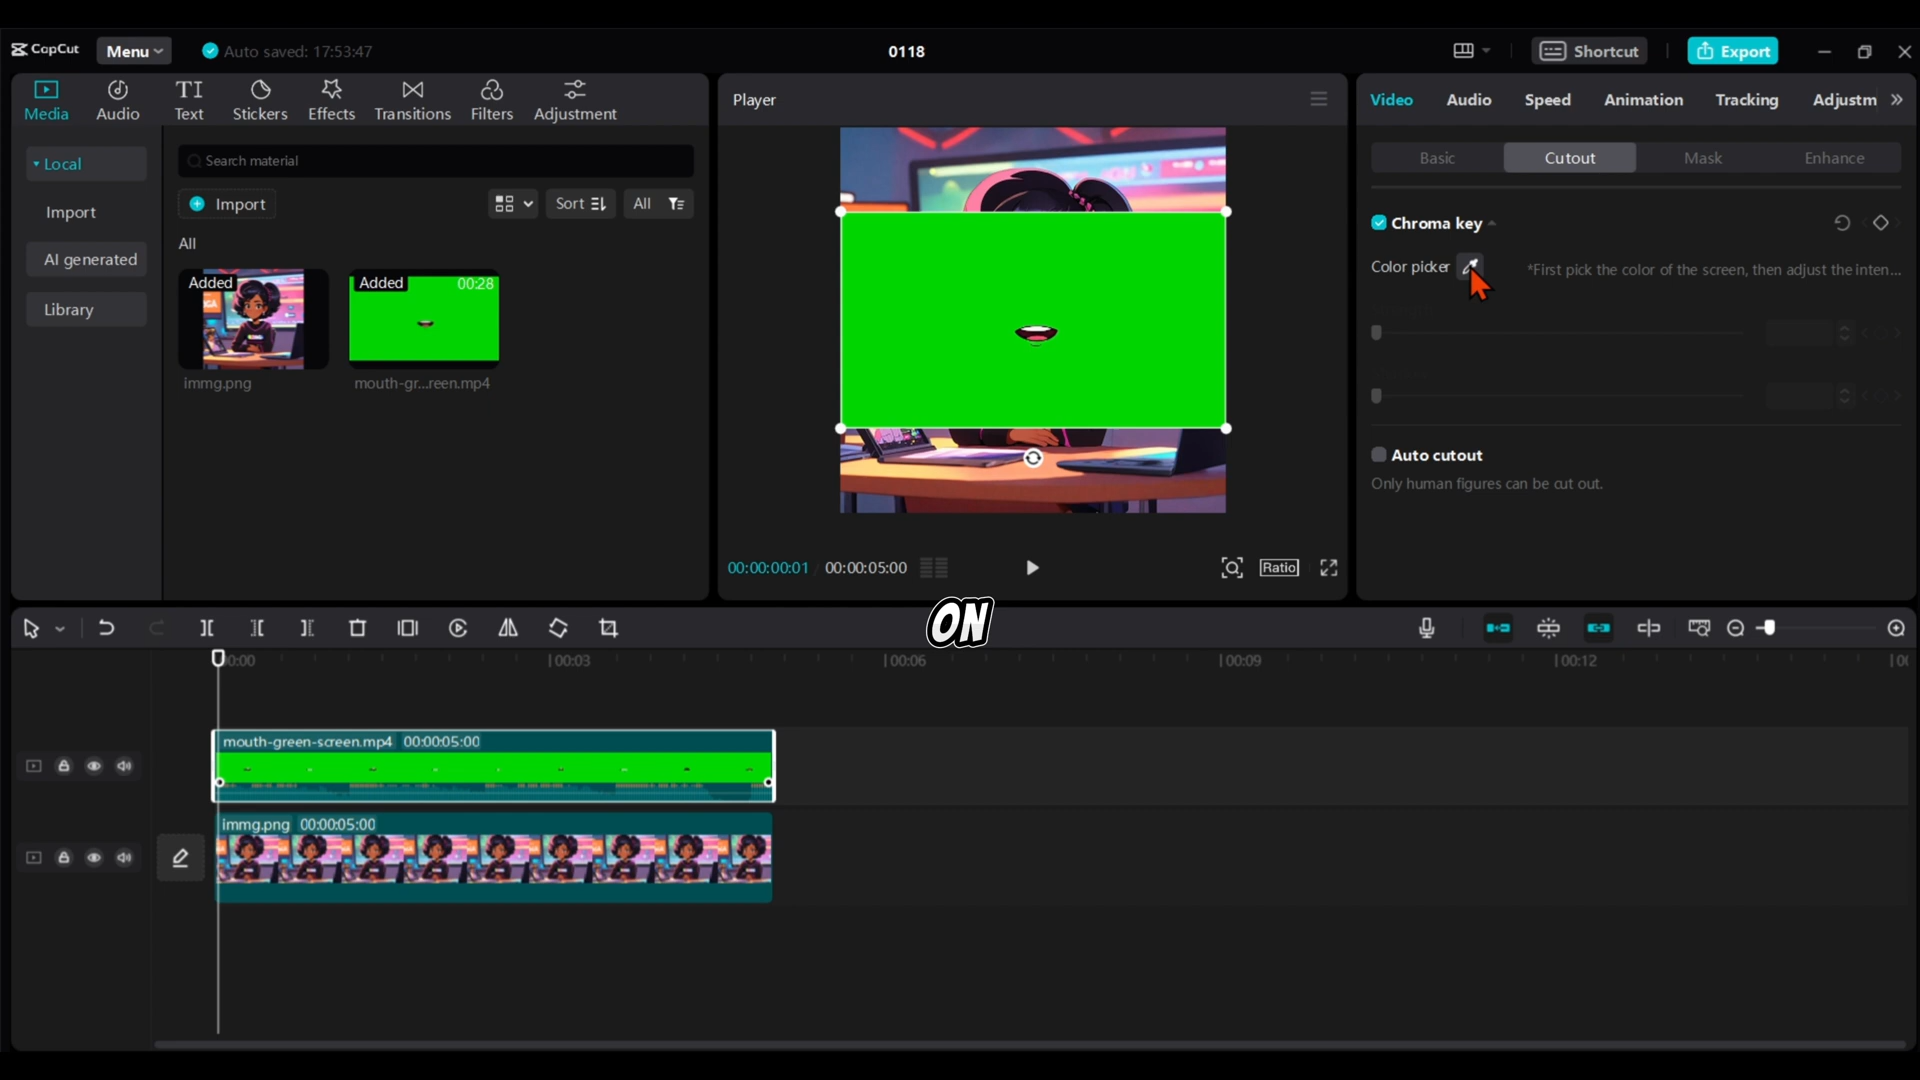 CapCut Menu Auto saved: 17:53:47 0118 Shortcut Export
Media Audio Text Stickers Effects Transitions Filters Adjustment
Player
Video Audio Speed Animation Tracking Adjustm
Local
Import
AI generated
Library
Search material
Import Sort All
All
Added
Added 00:28
immg.png mouth-gr...reen.mp4
00:00:00:01 00:00:05:00 Ratio
Basic Cutout Mask Enhance
Chroma key
Color picker *First pick the color of the screen, then adjust the inten...
Auto cutout
Only human figures can be cut out.
ON
00:00 00:03 00:06 00:09 00:12
mouth-green-screen.mp4 00:00:05:00
immg.png 00:00:05:00